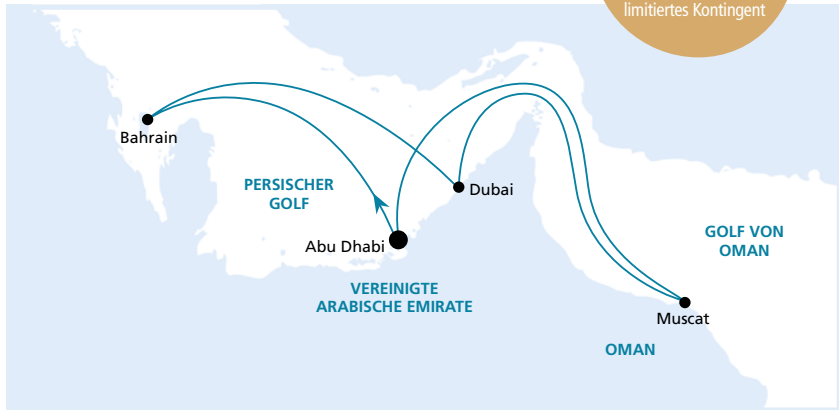 limitiertes Kontingent
Bahrain
PERSISCHER
GOLF
Dubai
Abu Dhabi
GOLF VON
OMAN
VEREINIGTE
ARABISCHE EMIRATE
Muscat
OMAN